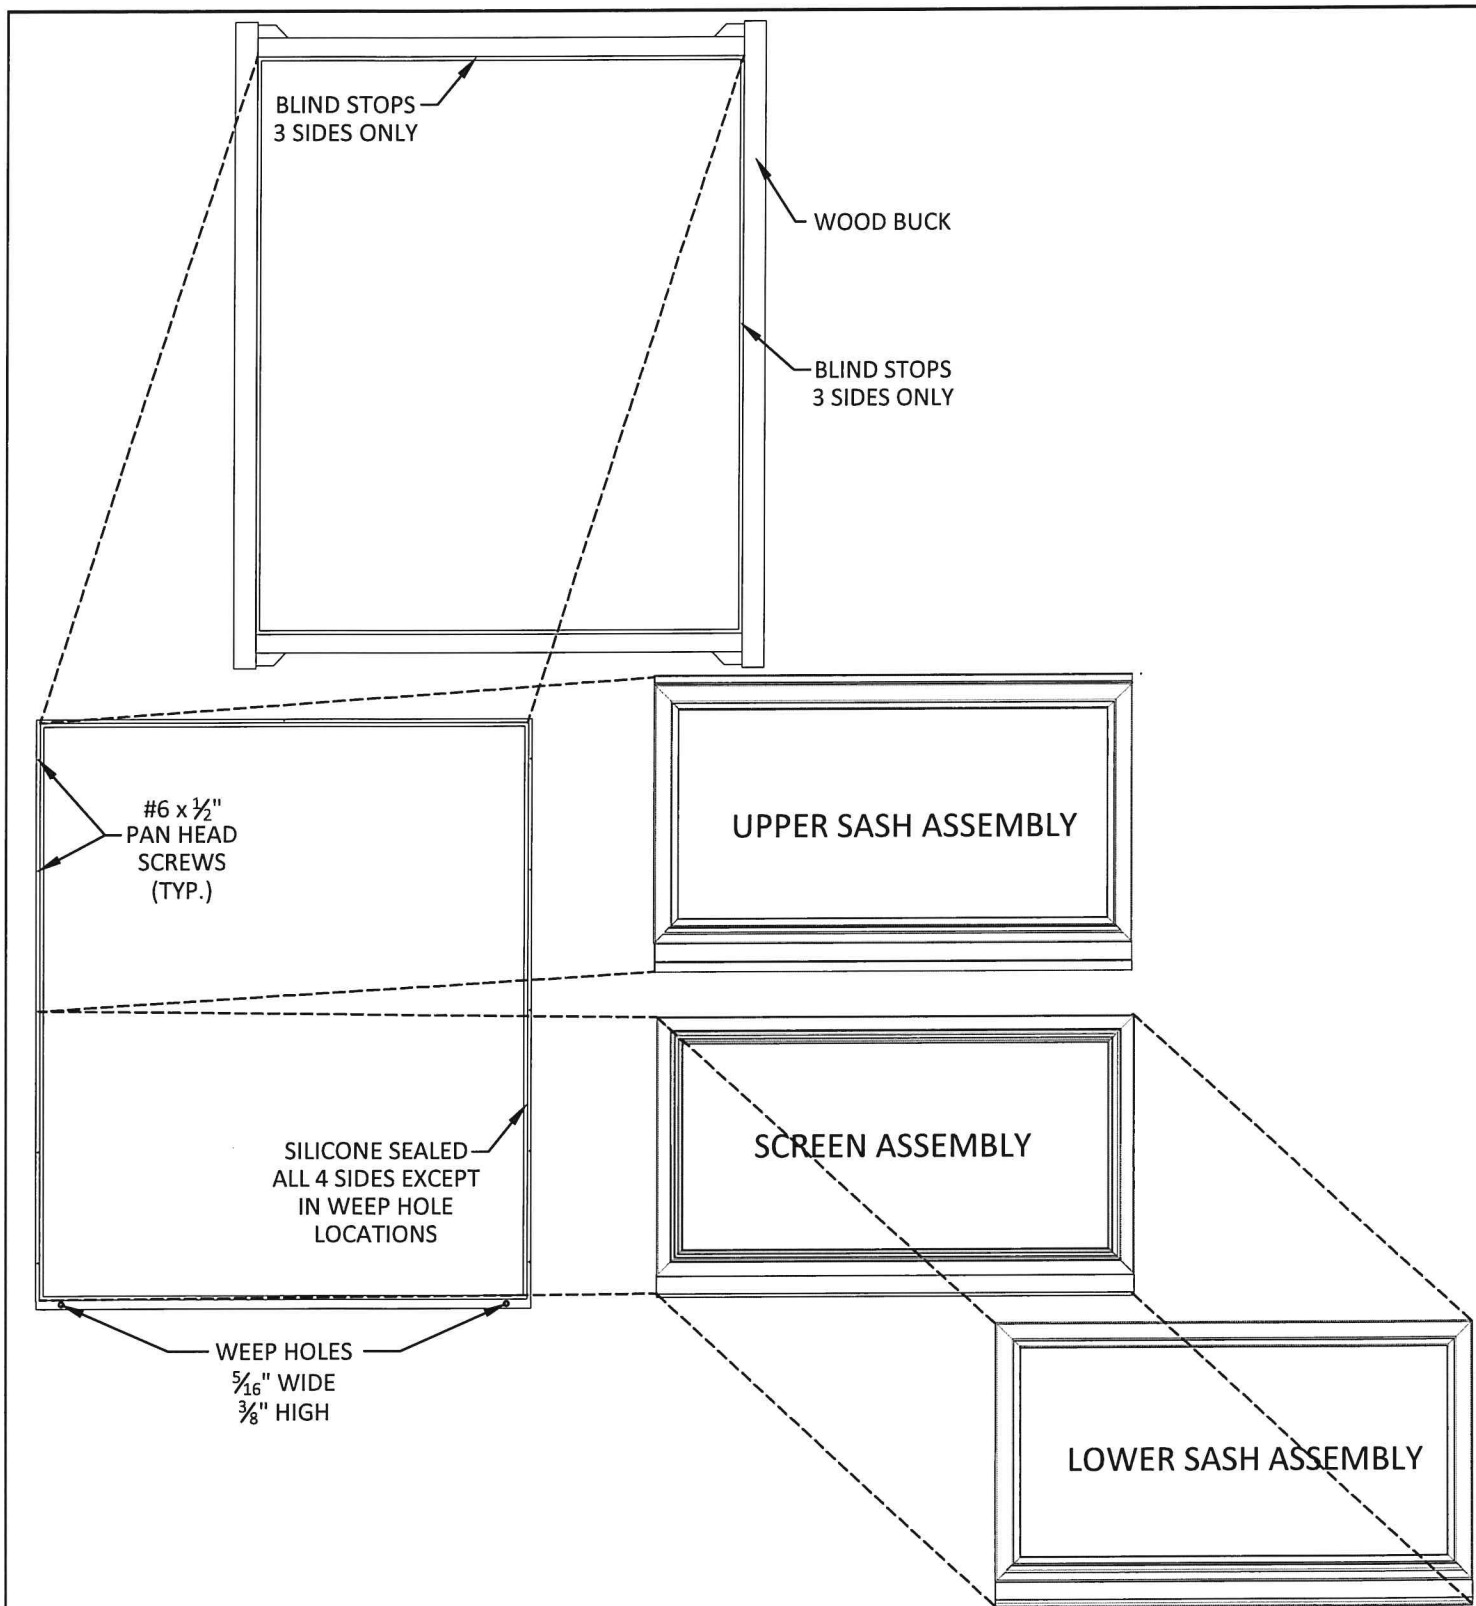 BLIND STOPS
3 SIDES ONLY
WOOD BUCK
BLIND STOPS
3 SIDES ONLY
#6 x ½"
PAN HEAD
SCREWS
(TYP.)
UPPER SASH ASSEMBLY
SILICONE SEALED
ALL 4 SIDES EXCEPT
IN WEEP HOLE
LOCATIONS
SCREEN ASSEMBLY
WEEP HOLES
5/16" WIDE
3/8" HIGH
LOWER SASH ASSEMBLY